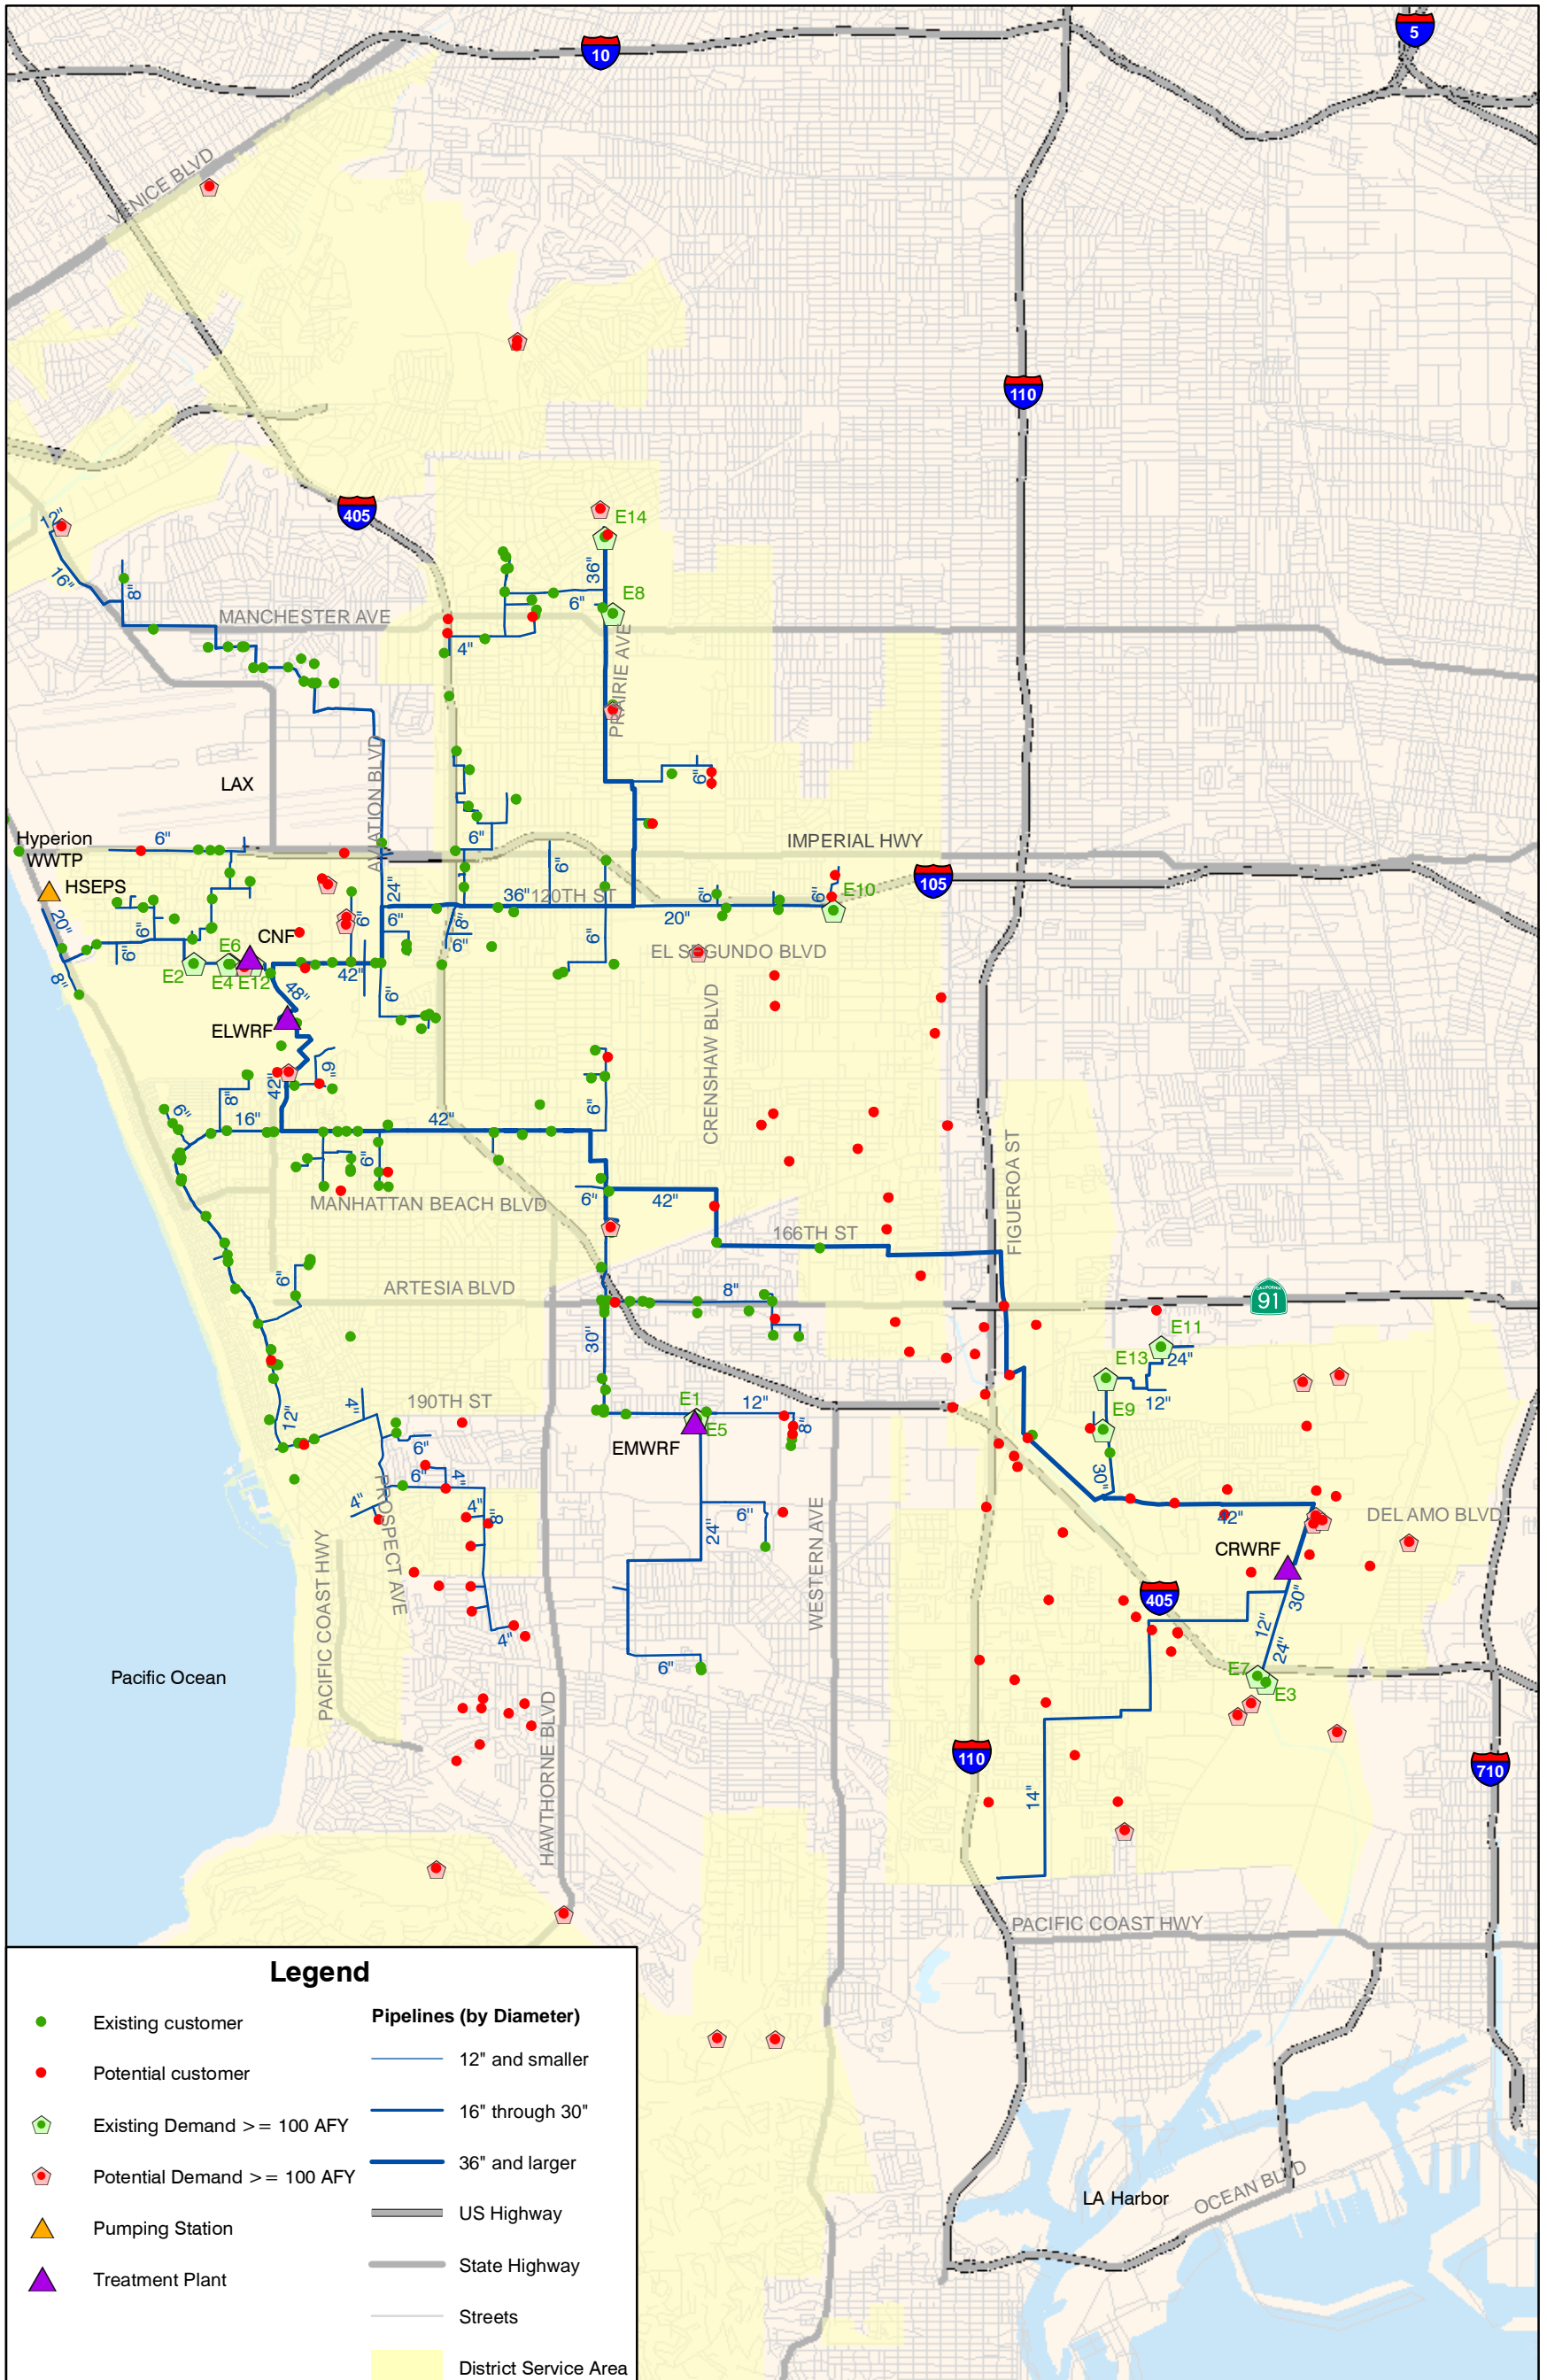 10
5
VENICE BLVD
110
405
12"
16"
8"
E14
36"
E8
6"
MANCHESTER AVE
4"
PRAIRIE AVE
LAX
AVIATION BLVD
6"
Hyperion
WWTP
6"
6"
6"
IMPERIAL HWY
105
HSEPS
24"
36"
120TH ST
6"
6"
E10
20"
20"
6"
6"
6"
6"
8"
6"
6"
CNF
EL SEGUNDO BLVD
E6
E2
E4
E12
42"
8"
48"
6"
ELWRF
CRENSHAW BLVD
42"
6"
8"
6"
16"
42"
6"
6"
MANHATTAN BEACH BLVD
6"
42"
166TH ST
FIGUEROA ST
6"
ARTESIA BLVD
8"
91
30"
E11
E13
24"
12"
190TH ST
4"
12"
E1
12"
E5
8"
E9
EMWRF
6"
6"
4"
30"
4"
PROSPECT AVE
4"
8"
6"
24"
42"
DEL AMO BLVD
CRWRF
PACIFIC COAST HWY
WESTERN AVE
405
30"
12"
24"
4"
6"
E7
E3
Pacific Ocean
HAWTHORNE BLVD
110
14"
710
PACIFIC COAST HWY
LA Harbor
OCEAN BLVD
Legend
Existing customer
Potential customer
Existing Demand >= 100 AFY
Potential Demand >= 100 AFY
Pumping Station
Treatment Plant
Pipelines (by Diameter)
12" and smaller
16" through 30"
36" and larger
US Highway
State Highway
Streets
District Service Area